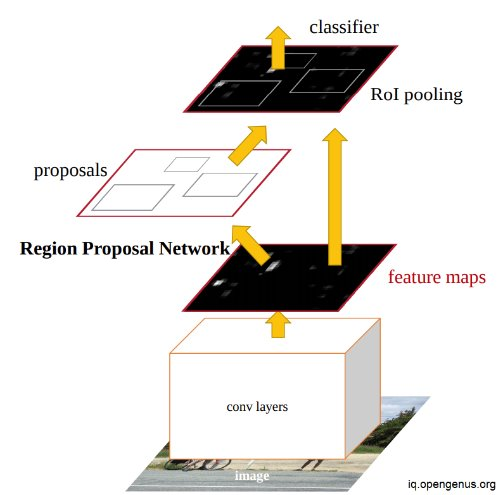 classifier
RoI pooling
proposals
Region Proposal Network
feature maps
conv layers
image
iq.opengenus.org